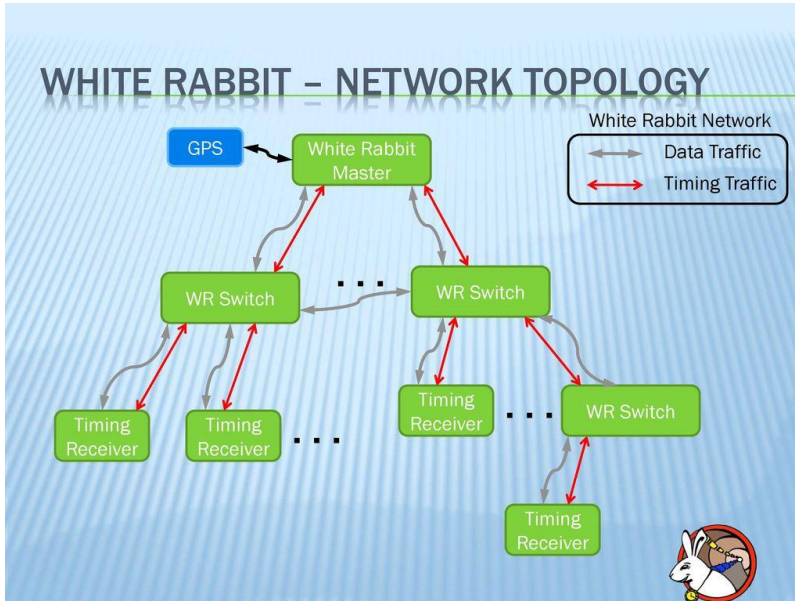 WHITE RABBIT – NETWORK TOPOLOGY
White Rabbit Network
Data Traffic
Timing Traffic
GPS
White Rabbit
Master
. . .
WR Switch
WR Switch
Timing
Receiver
Timing
Receiver
. . .
Timing
Receiver
. . .
WR Switch
Timing
Receiver